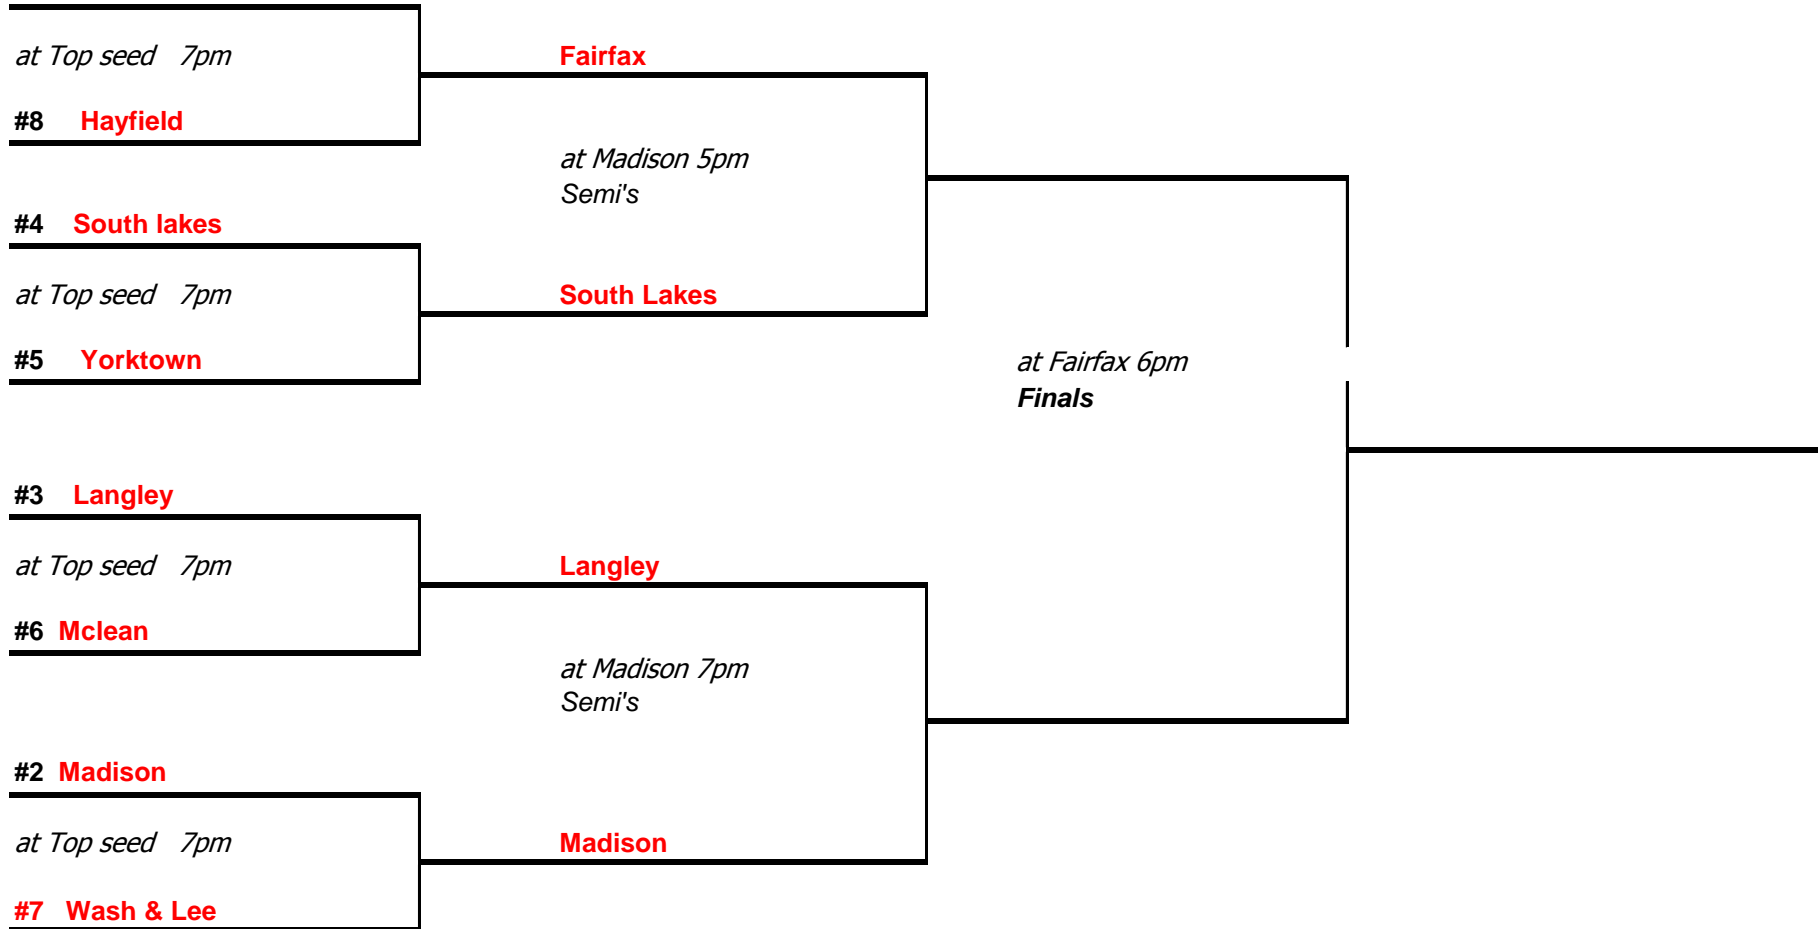 at Top seed 7pm
Fairfax
#8 Hayfield
at Madison 5pm
Semi's
#4 South lakes
at Top seed 7pm
South Lakes
#5 Yorktown
at Fairfax 6pm
Finals
#3 Langley
at Top seed 7pm
Langley
#6 Mclean
at Madison 7pm
Semi's
#2 Madison
at Top seed 7pm
Madison
#7 Wash & Lee